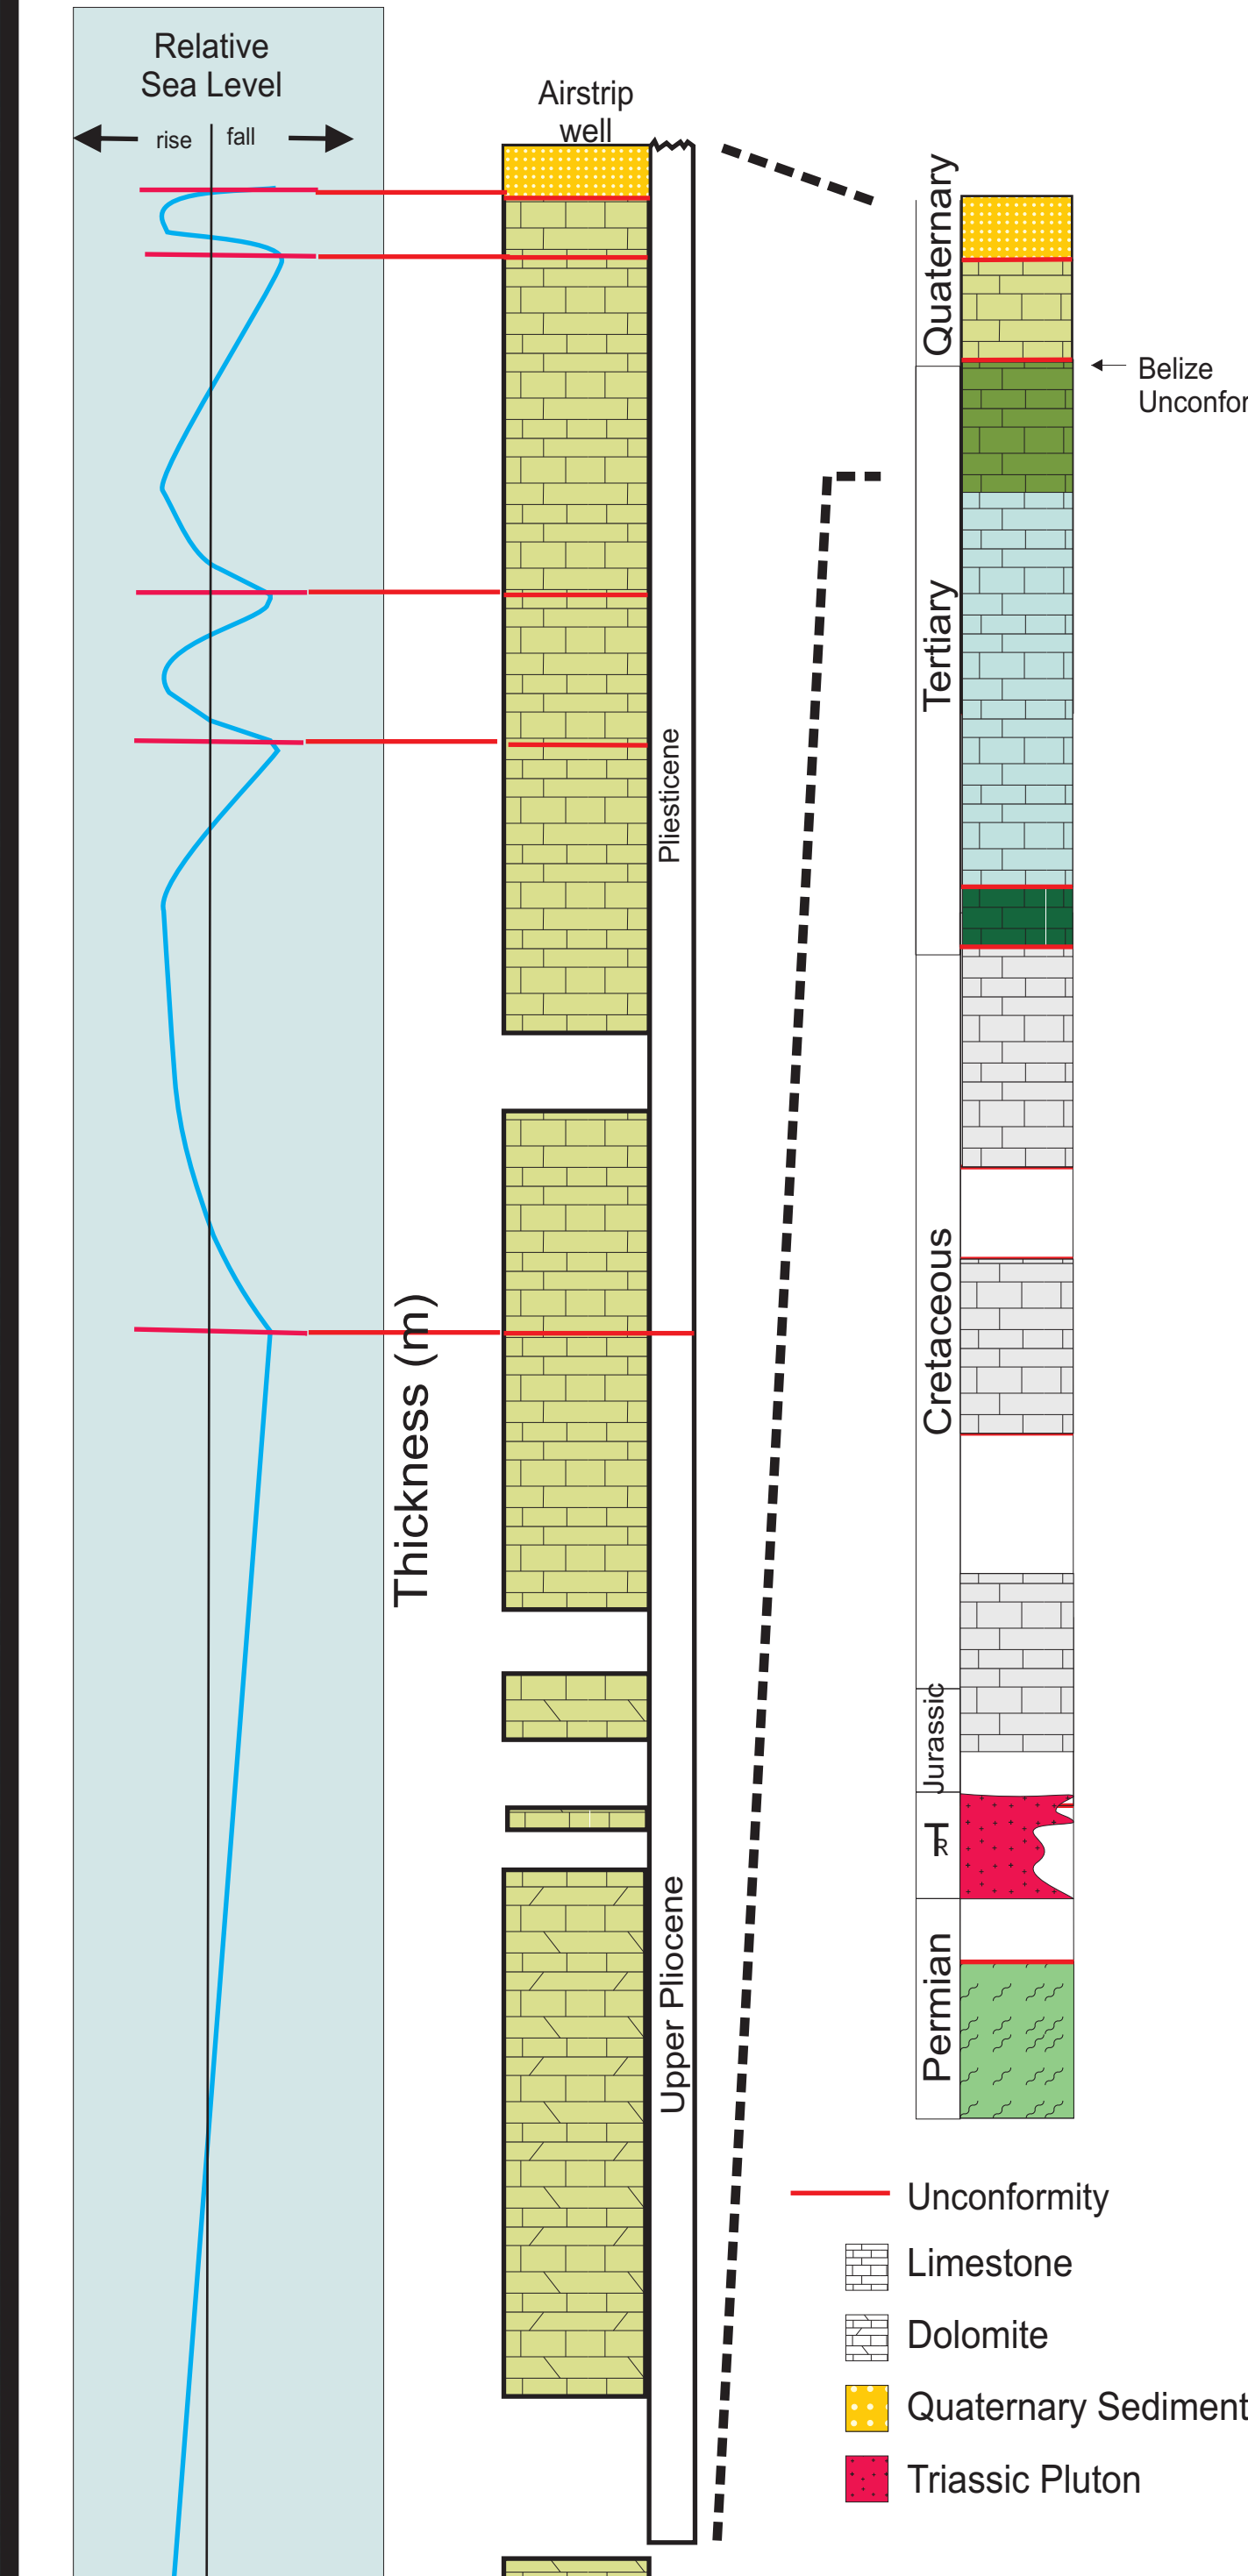 Relative
Sea Level
rise
fall
Airstrip
well
Thickness (m)
Pliesticene
Upper Pliocene
Quaternary
Tertiary
Cretaceous
Jurassic
TR
Permian
Belize
Unconfor
Unconformity
Limestone
Dolomite
Quaternary Sediment
Triassic Pluton